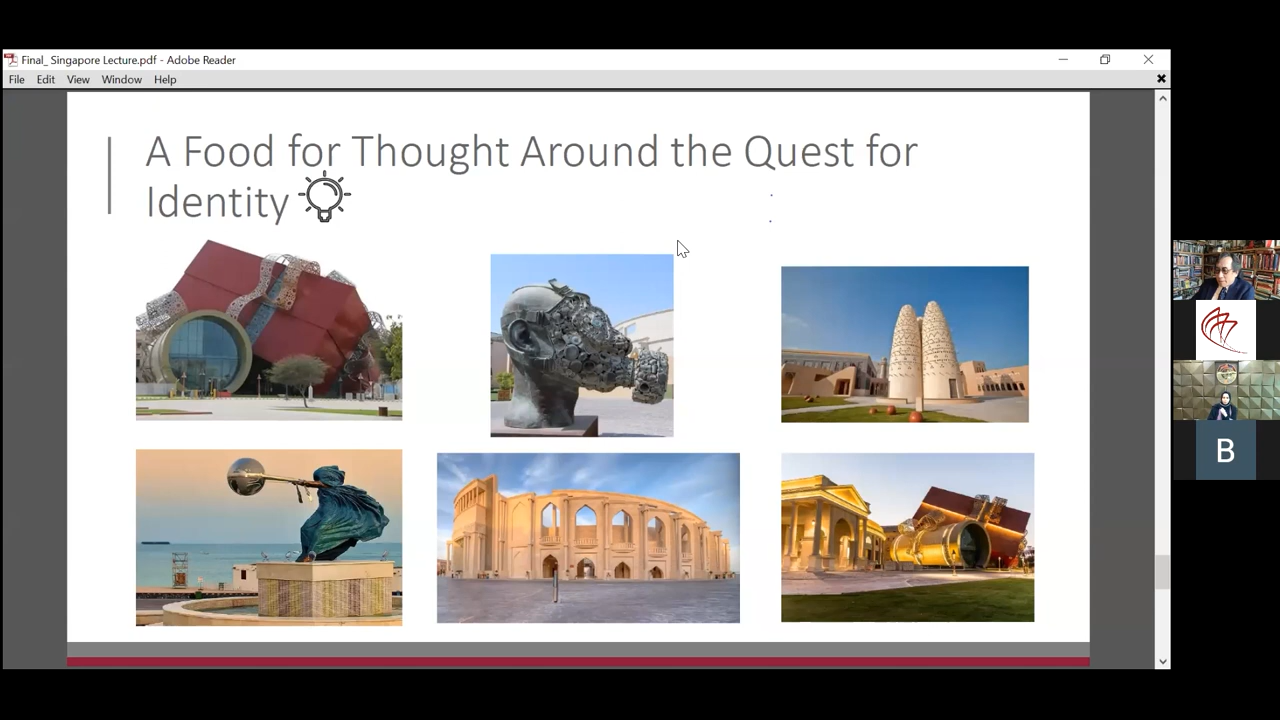 Final_ Singapore Lecture.pdf - Adobe Reader
File Edit View Window Help
A Food for Thought Around the Quest for
Identity
B